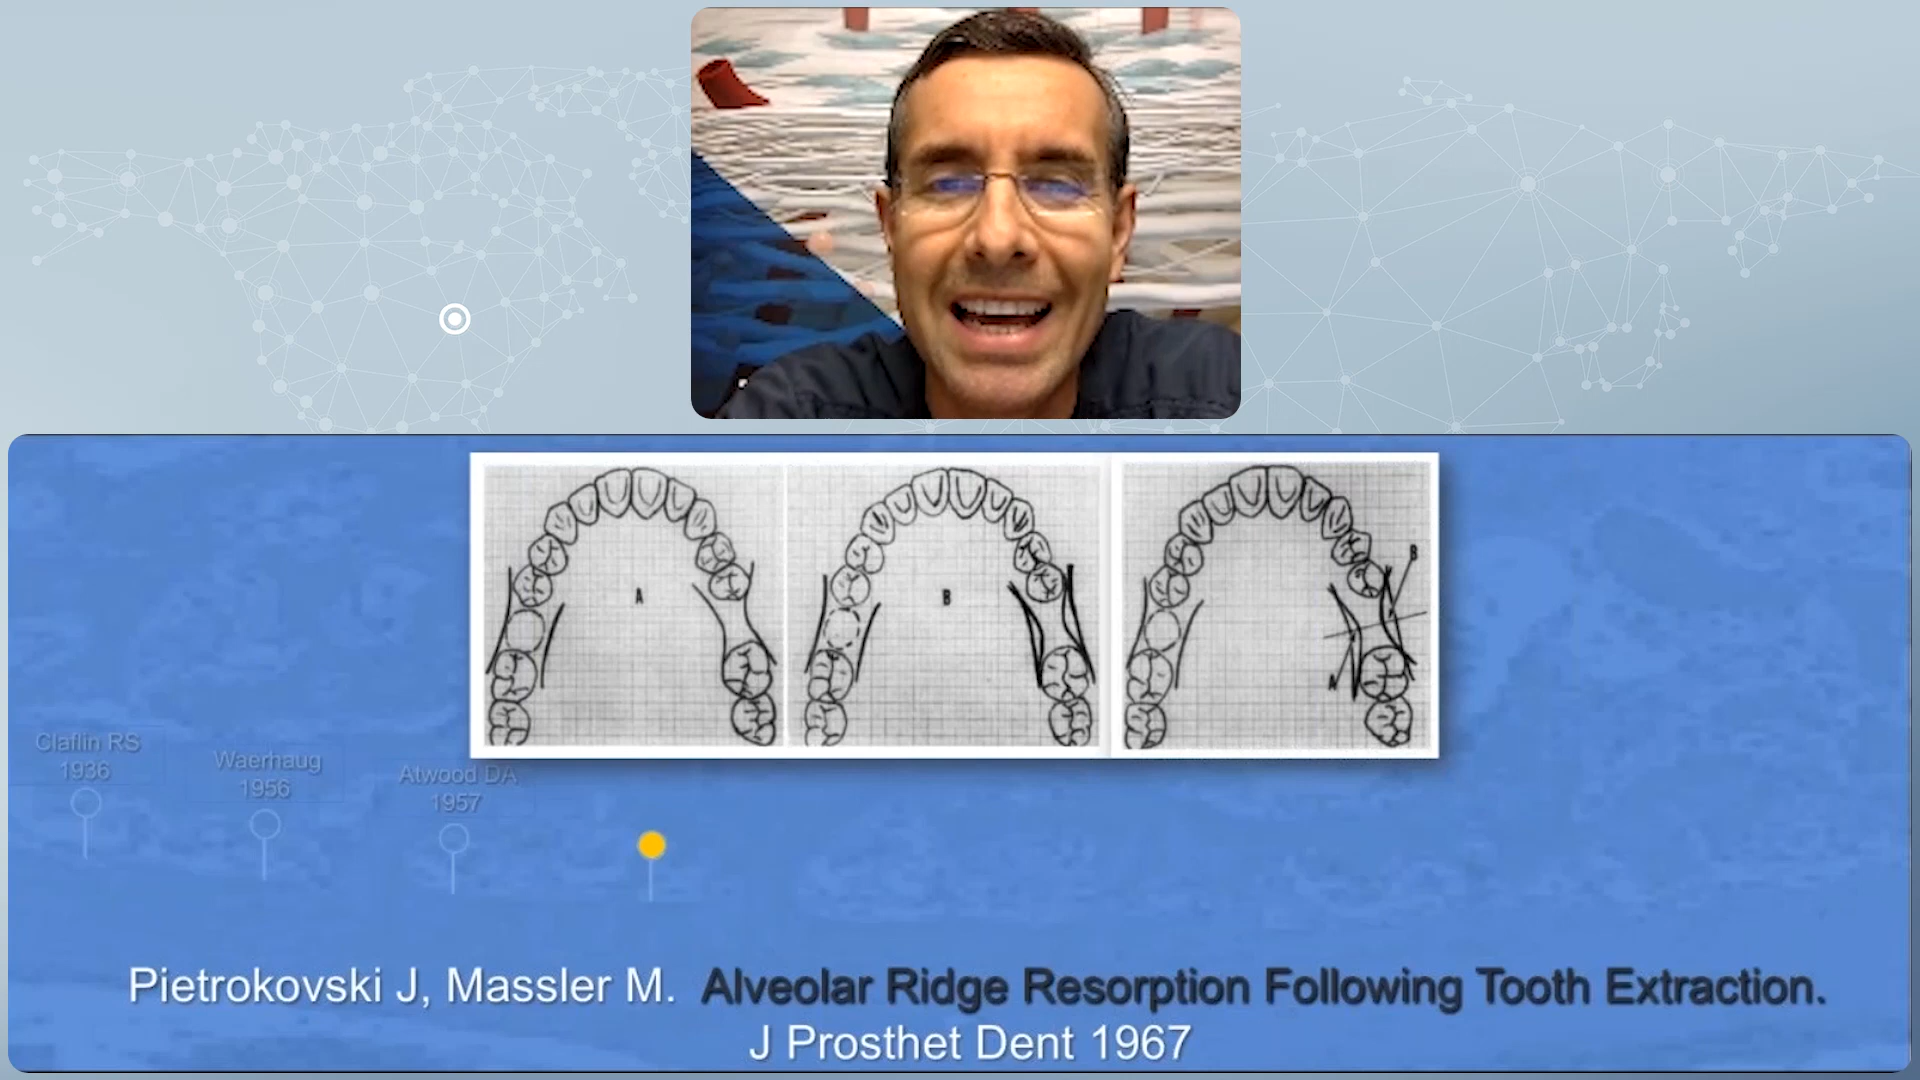 A
B
B
A
Claflin RS
1936
Waerhaug
1956
Atwood DA
1957
Pietrokovski J, Massler M. Alveolar Ridge Resorption Following Tooth Extraction.
J Prosthet Dent 1967